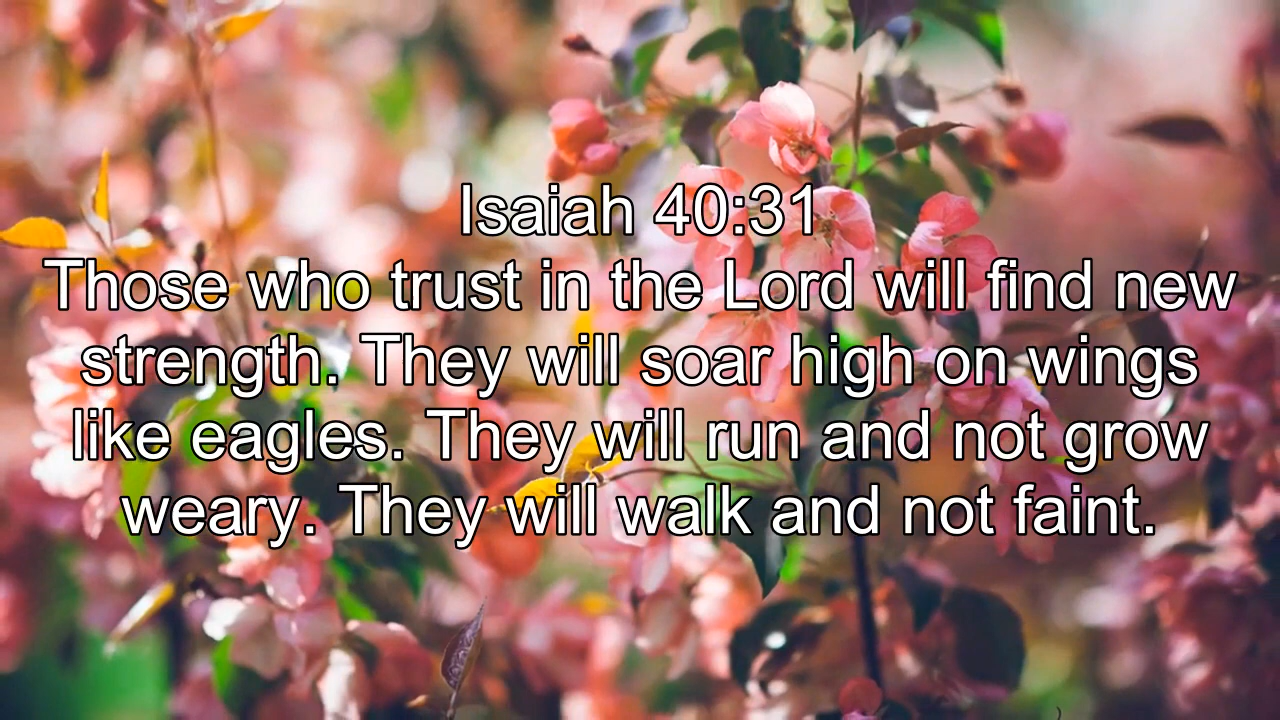 Isaiah 40:31
Those who trust in the Lord will find new
strength. They will soar high on wings
like eagles. They will run and not grow
weary. They will walk and not faint.